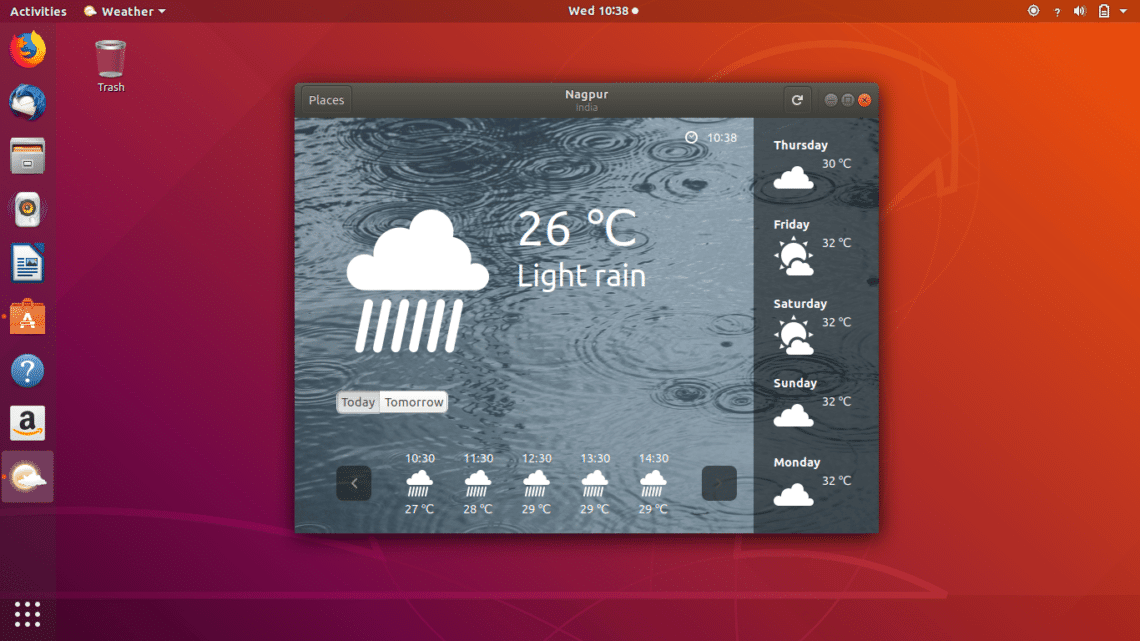 Activities Weather Wed 10:38
Trash
Places Nagpur
India
10:38
26 °C
Light rain
Today Tomorrow
10:30 11:30 12:30 13:30 14:30
27 °C 28 °C 29 °C 29 °C 29 °C
Thursday
30 °C
Friday
32 °C
Saturday
32 °C
Sunday
32 °C
Monday
32 °C